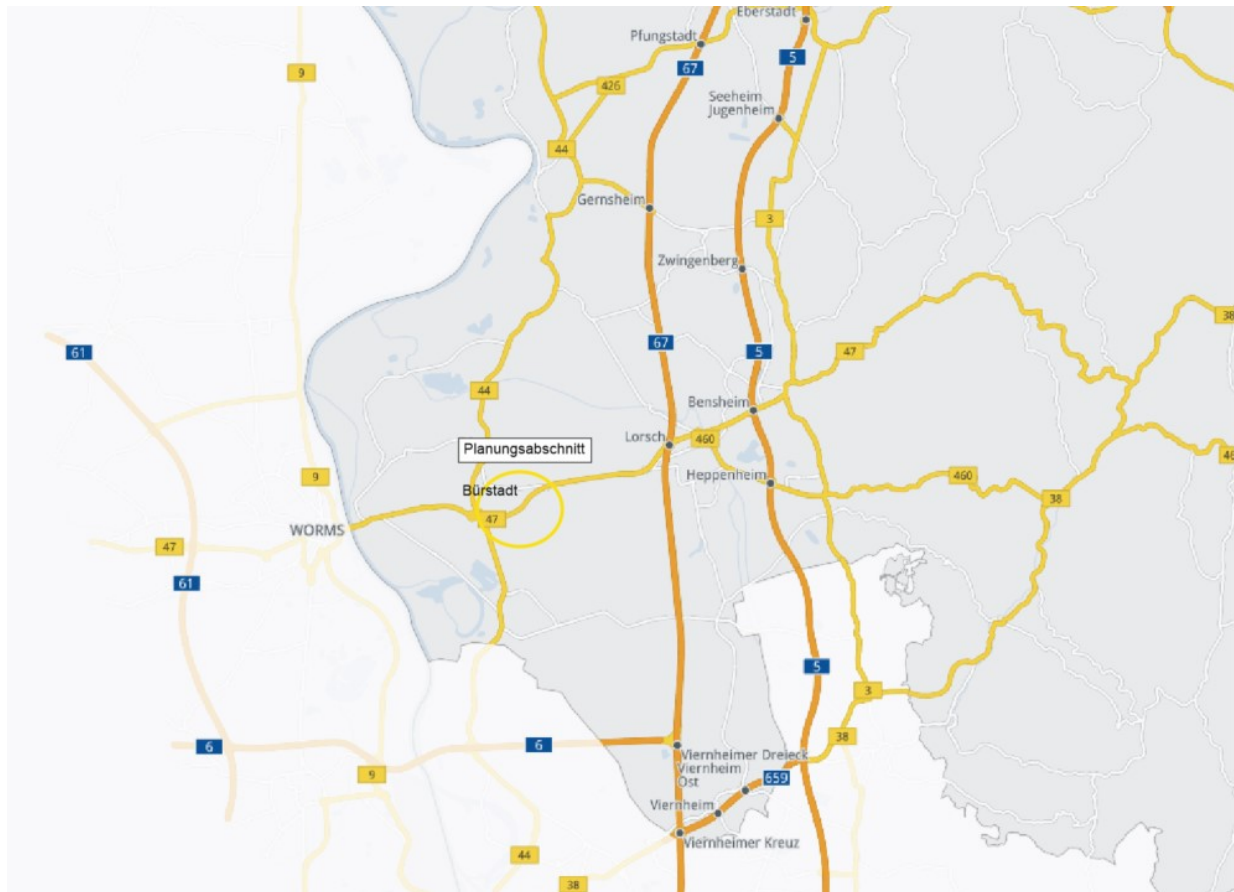 Eberstadt
Pfungstadt
9
67
5
426
Seeheim
Jugenheim
44
Gernsheim
3
Zwingenberg
38
67
61
5
47
44
Bensheim
Lorsch
460
Planungsabschnitt
46
9
Heppenheim
460
Bürstadt
38
47
WORMS
47
61
5
3
38
6
6
Viernheimer Dreieck
Viernheim
Ost
9
659
Viernheim
Viernheimer Kreuz
44
38